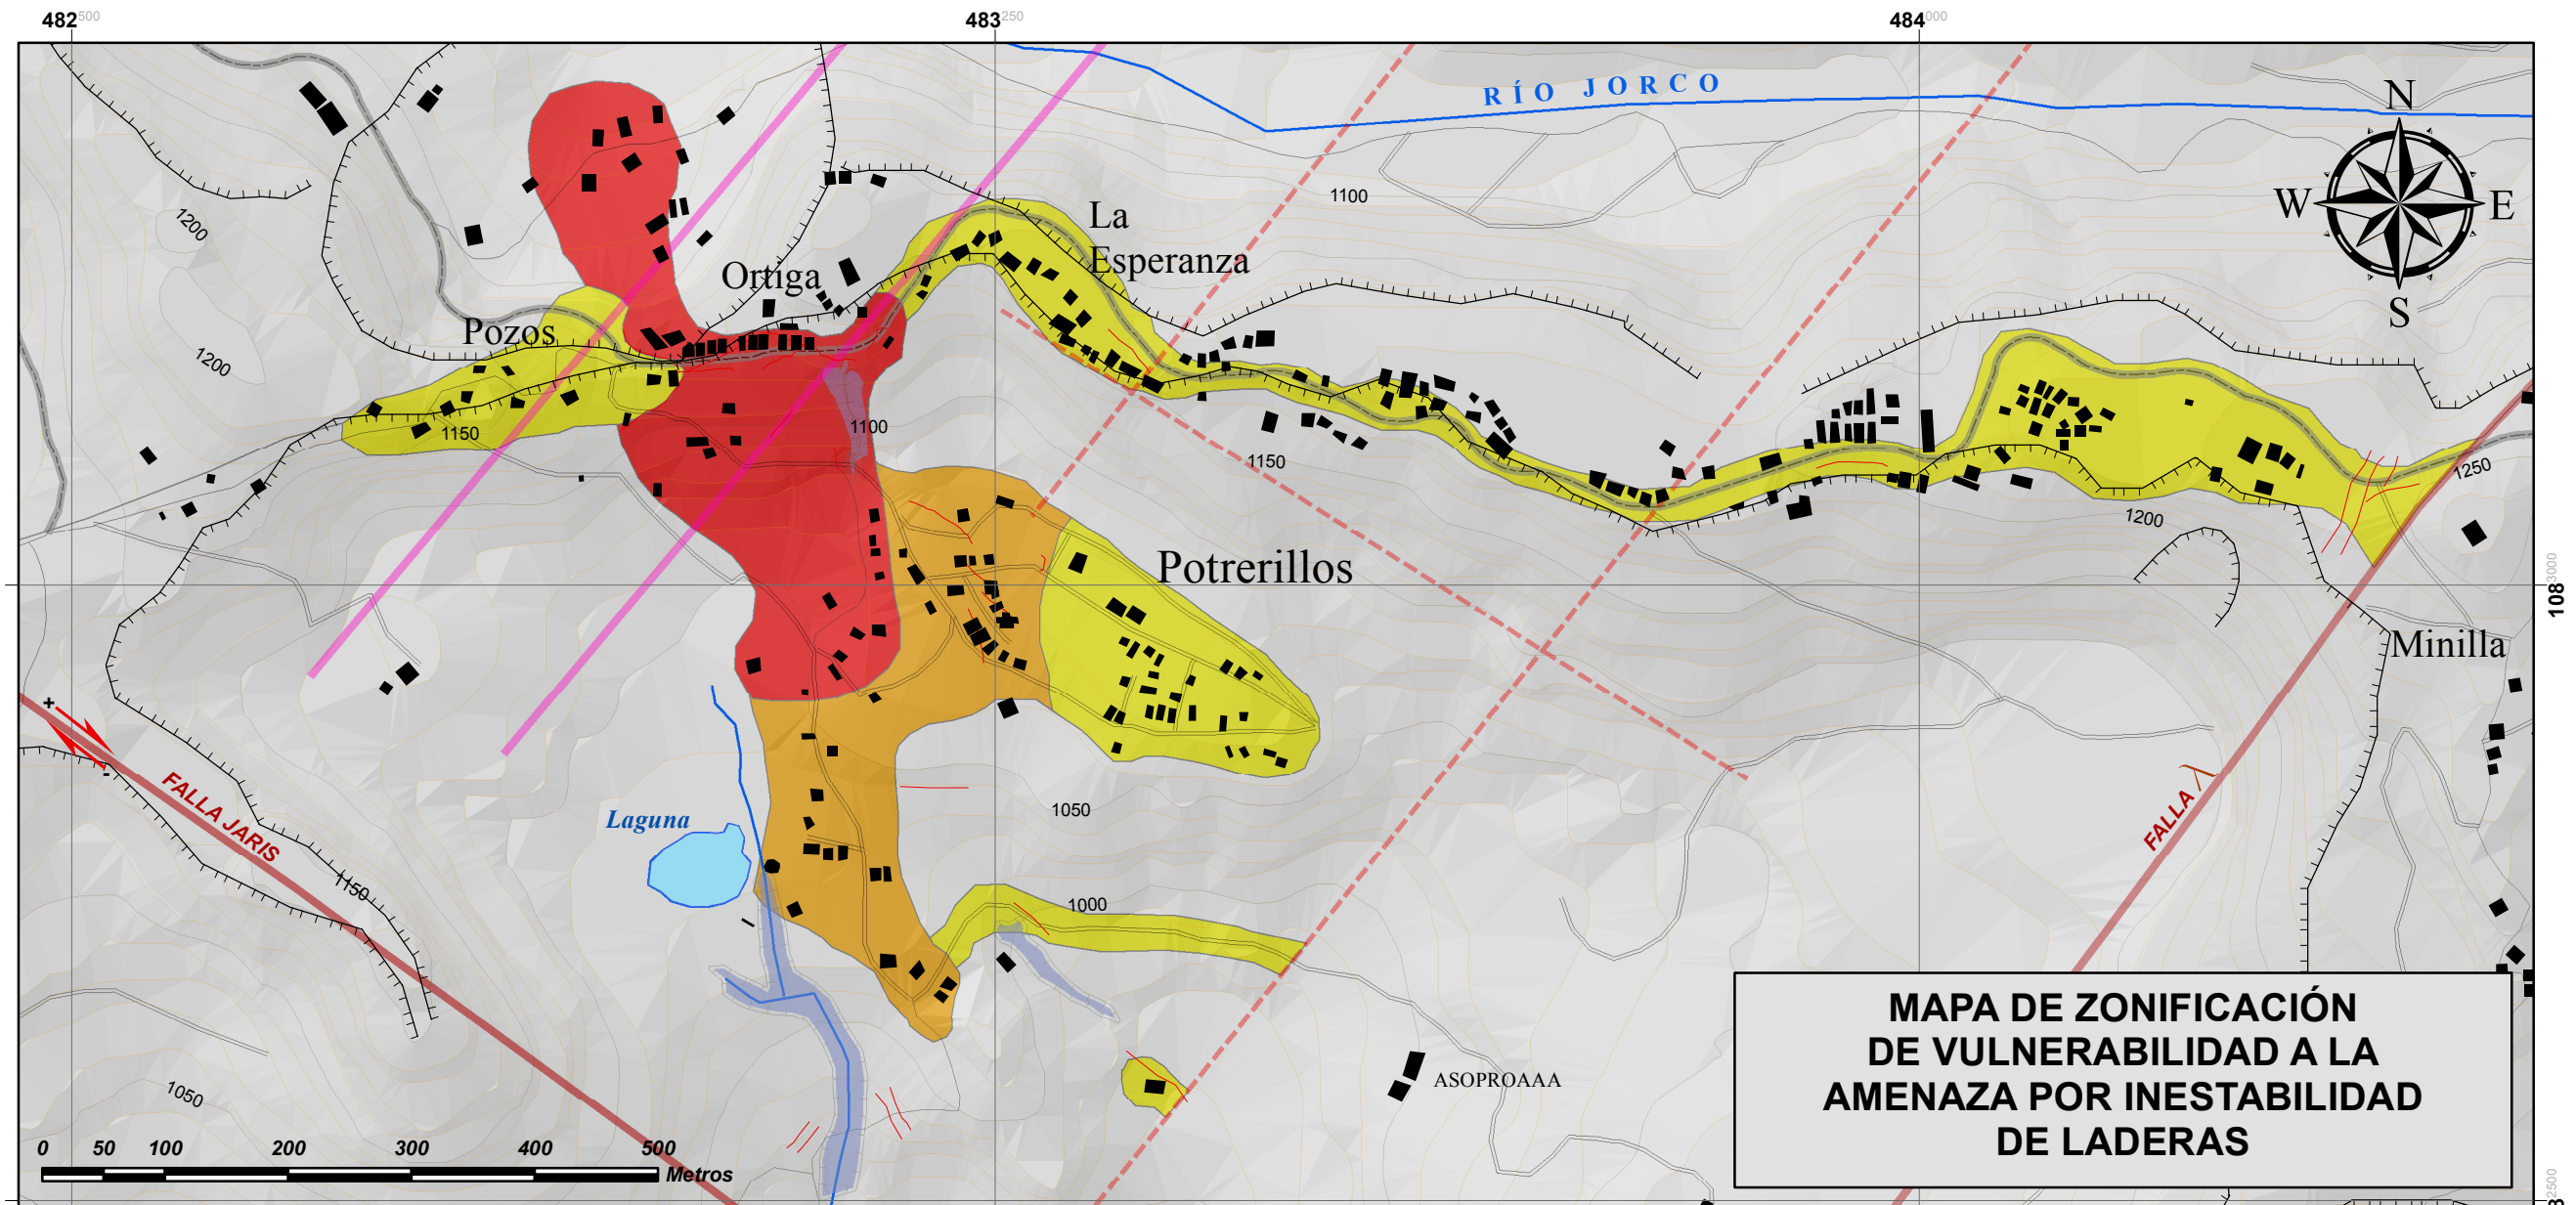 482500
483250
484000
RÍO JORCO
N
W
E
S
1200
1100
La
Esperanza
Ortiga
Pozos
1200
1150
1100
1150
1250
1200
Potrerillos
1083000
Minilla
+
-
FALLA JARIS
FALLA
Laguna
1050
1150
1000
1050
ASOPROAAA
MAPA DE ZONIFICACIÓN
DE VULNERABILIDAD A LA
AMENAZA POR INESTABILIDAD
DE LADERAS
0 50 100 200 300 400 500
Metros
2500